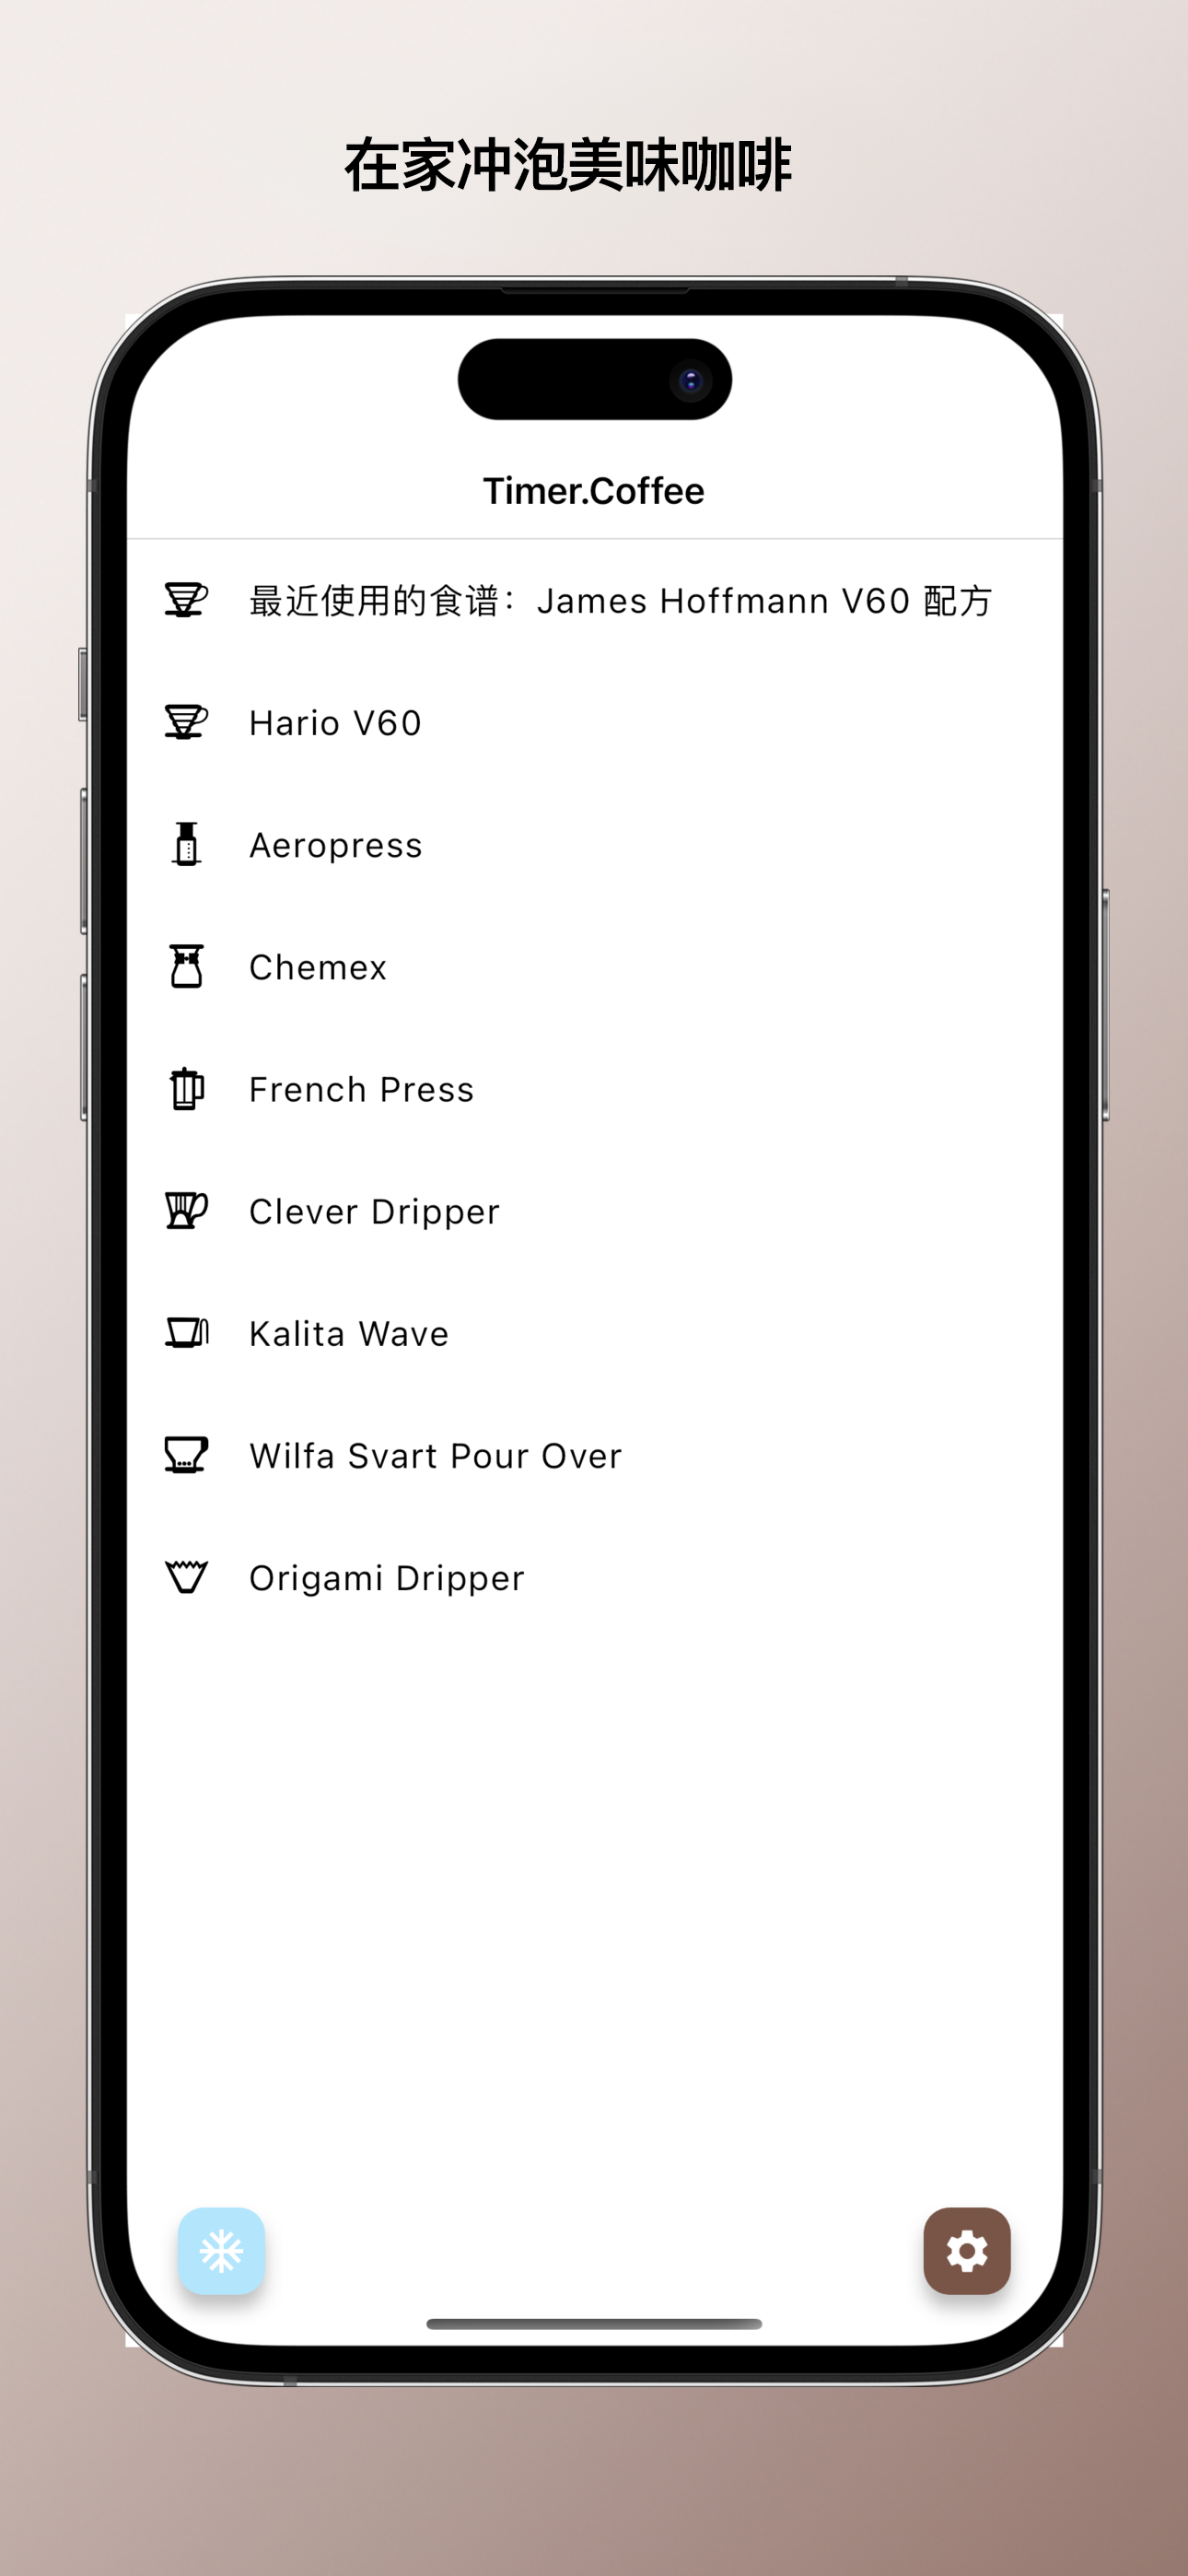 在家冲泡美味咖啡
Timer.Coffee
最近使用的食谱：James Hoffmann V60 配方
Hario V60
Aeropress
Chemex
French Press
Clever Dripper
Kalita Wave
Wilfa Svart Pour Over
Origami Dripper